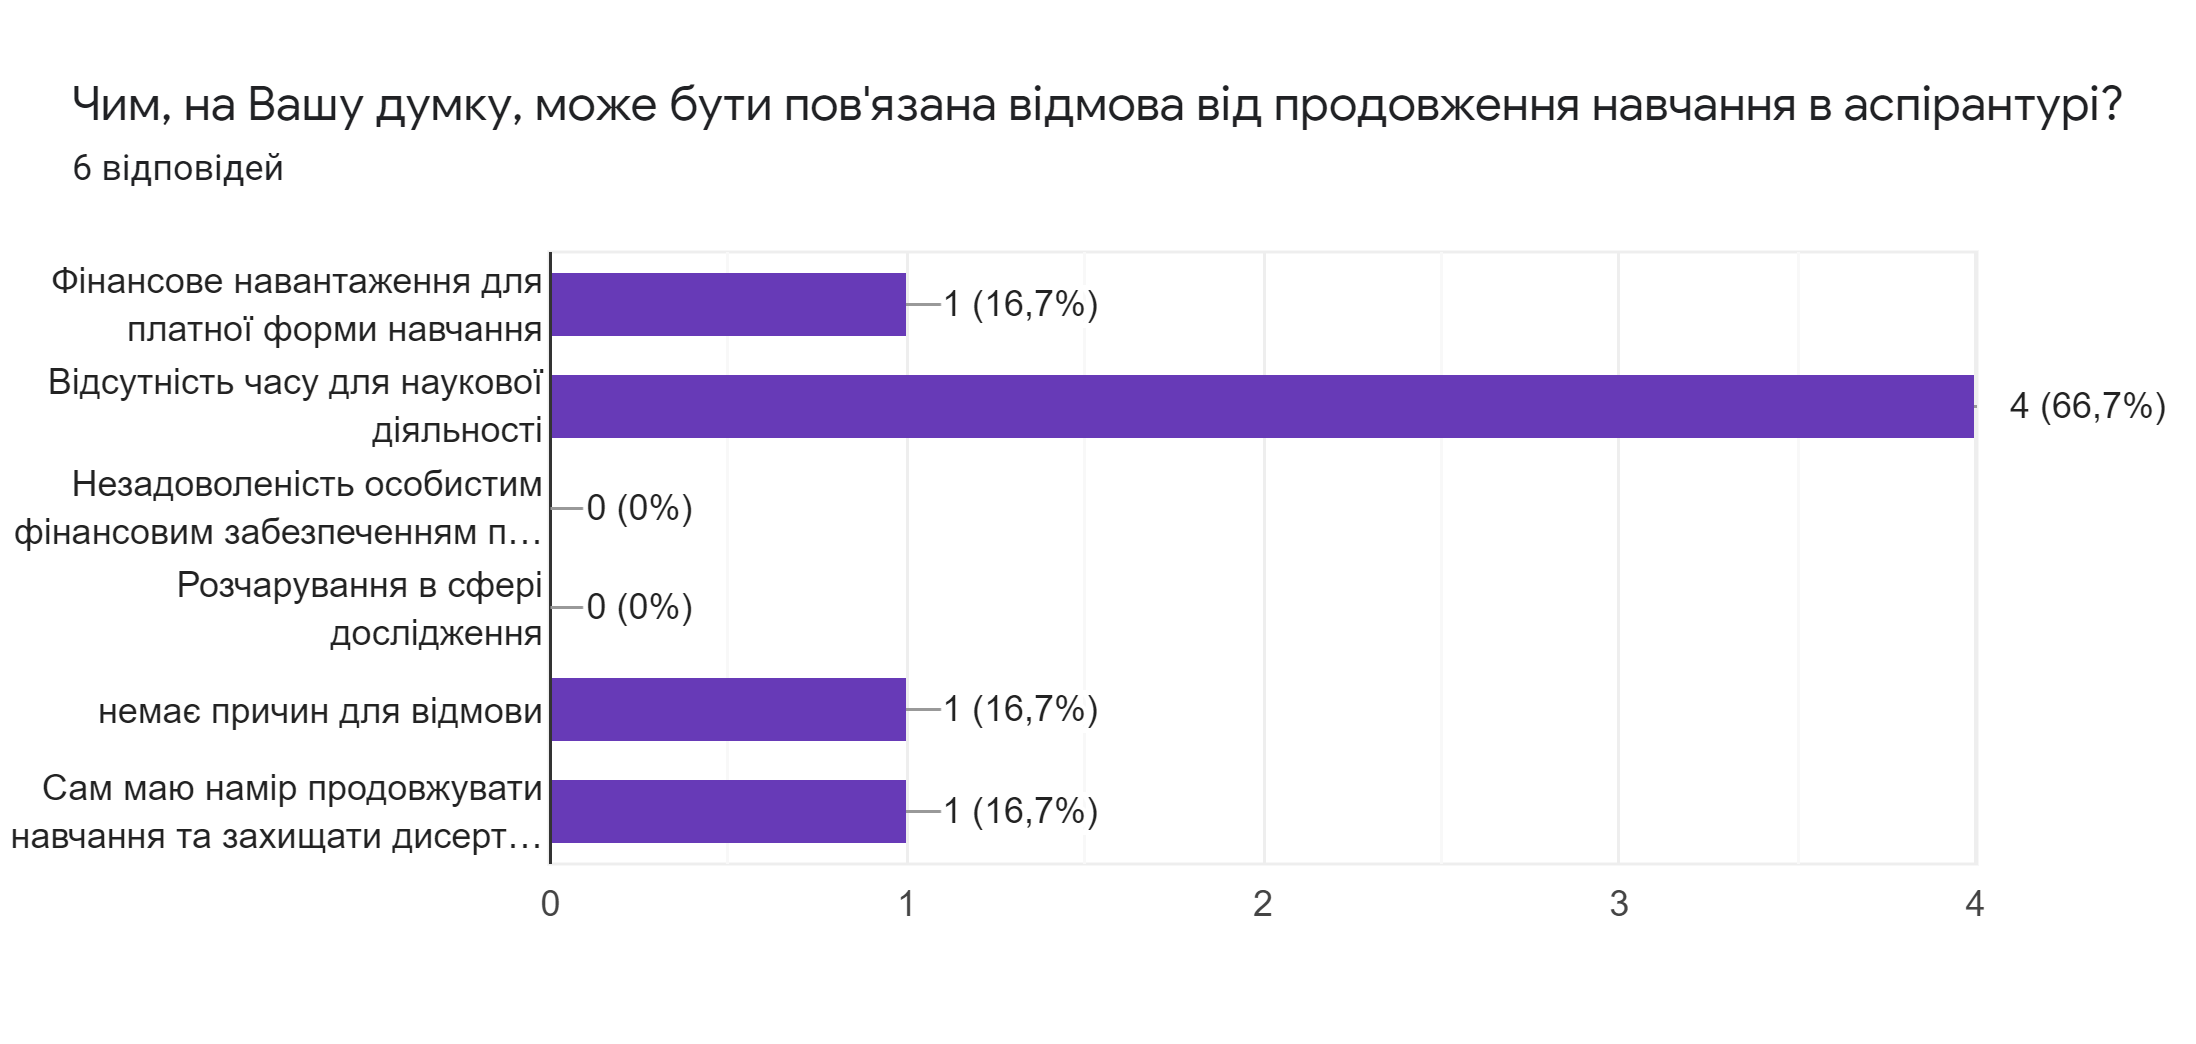 Чим, на Вашу думку, може бути пов'язана відмова від продовження навчання в аспірантурі?
6 відповідей
Фінансове навантаження для
платної форми навчання
1 (16,7%)
Відсутність часу для наукової
діяльності
4 (66,7%)
Незадоволеність особистим
фінансовим забезпеченням п…
0 (0%)
Розчарування в сфері
дослідження
0 (0%)
немає причин для відмови
1 (16,7%)
Сам маю намір продовжувати
навчання та захищати дисерт…
1 (16,7%)
0 1 2 3 4